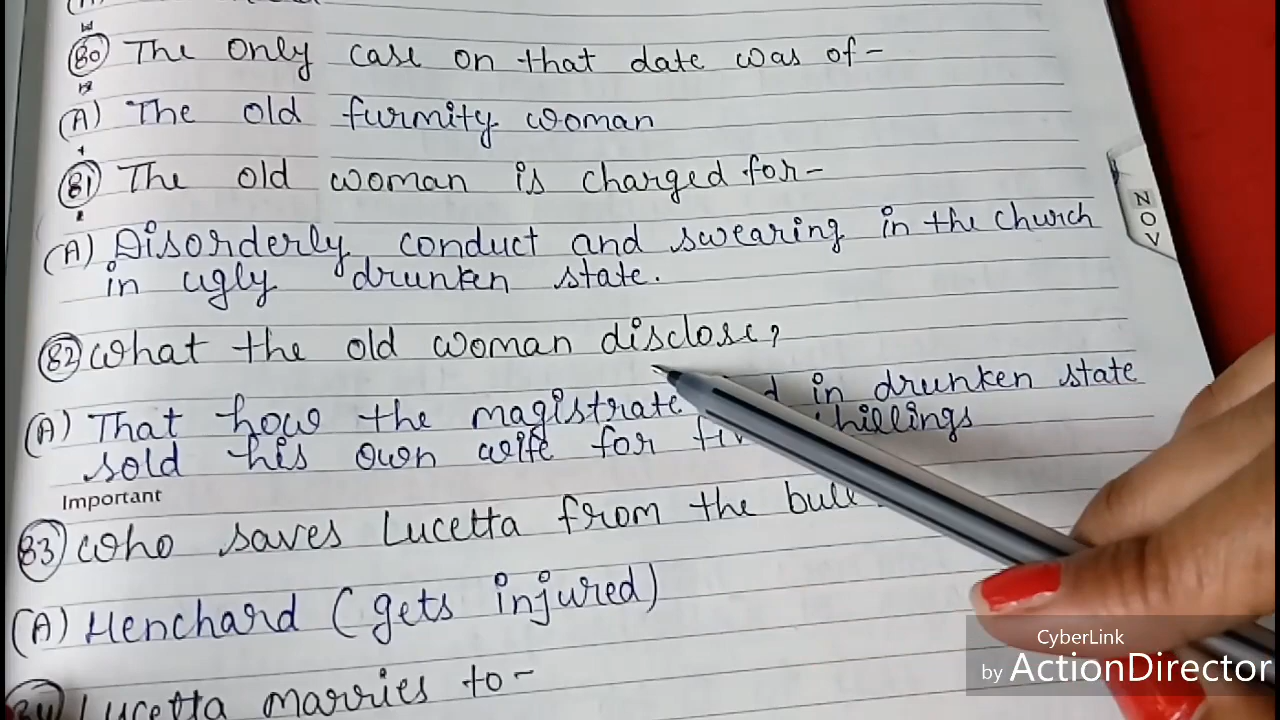 80 The only case on that date was of-
(A) The old furmity woman
81 The old woman is charged for-
(A) Disorderly conduct and swearing in the church
in ugly drunken state.
82 What the old woman disclose?
(A) That how the magistrate in drunken state
sold his own wife for shillings
Important
83 Who saves Lucetta from the bull
(A) Henchard (gets injured)
84 Lucetta marries to-
NOV
CyberLink
by ActionDirector